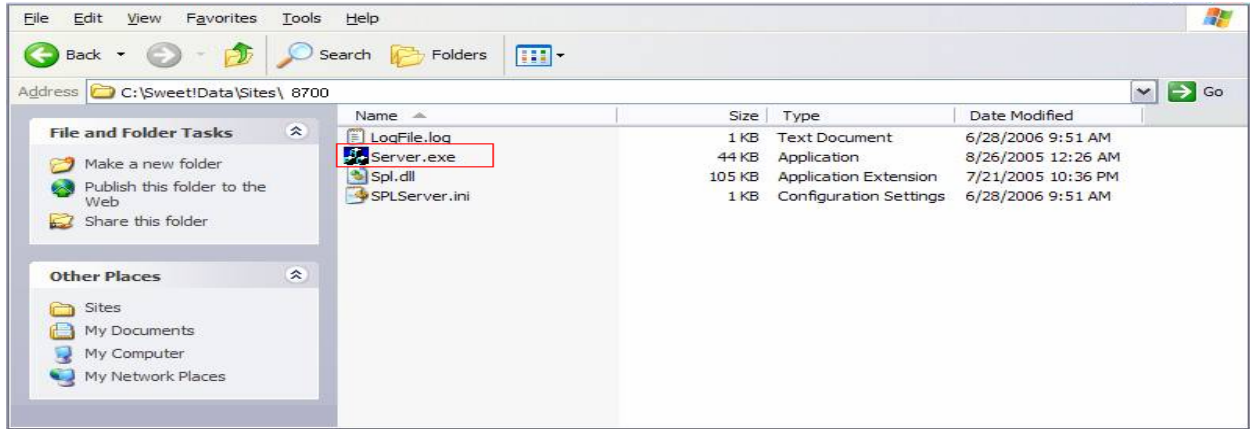 File Edit View Favorites Tools Help
Back Search Folders
Address C:\Sweet!Data\Sites\ 8700 Go
Name Size Type Date Modified
File and Folder Tasks
Make a new folder
Publish this folder to the
Web
Share this folder
Other Places
Sites
My Documents
My Computer
My Network Places
LogFile.log 1 KB Text Document 6/28/2006 9:51 AM
Server.exe 44 KB Application 8/26/2005 12:26 AM
Spl.dll 105 KB Application Extension 7/21/2005 10:36 PM
SPLServer.ini 1 KB Configuration Settings 6/28/2006 9:51 AM